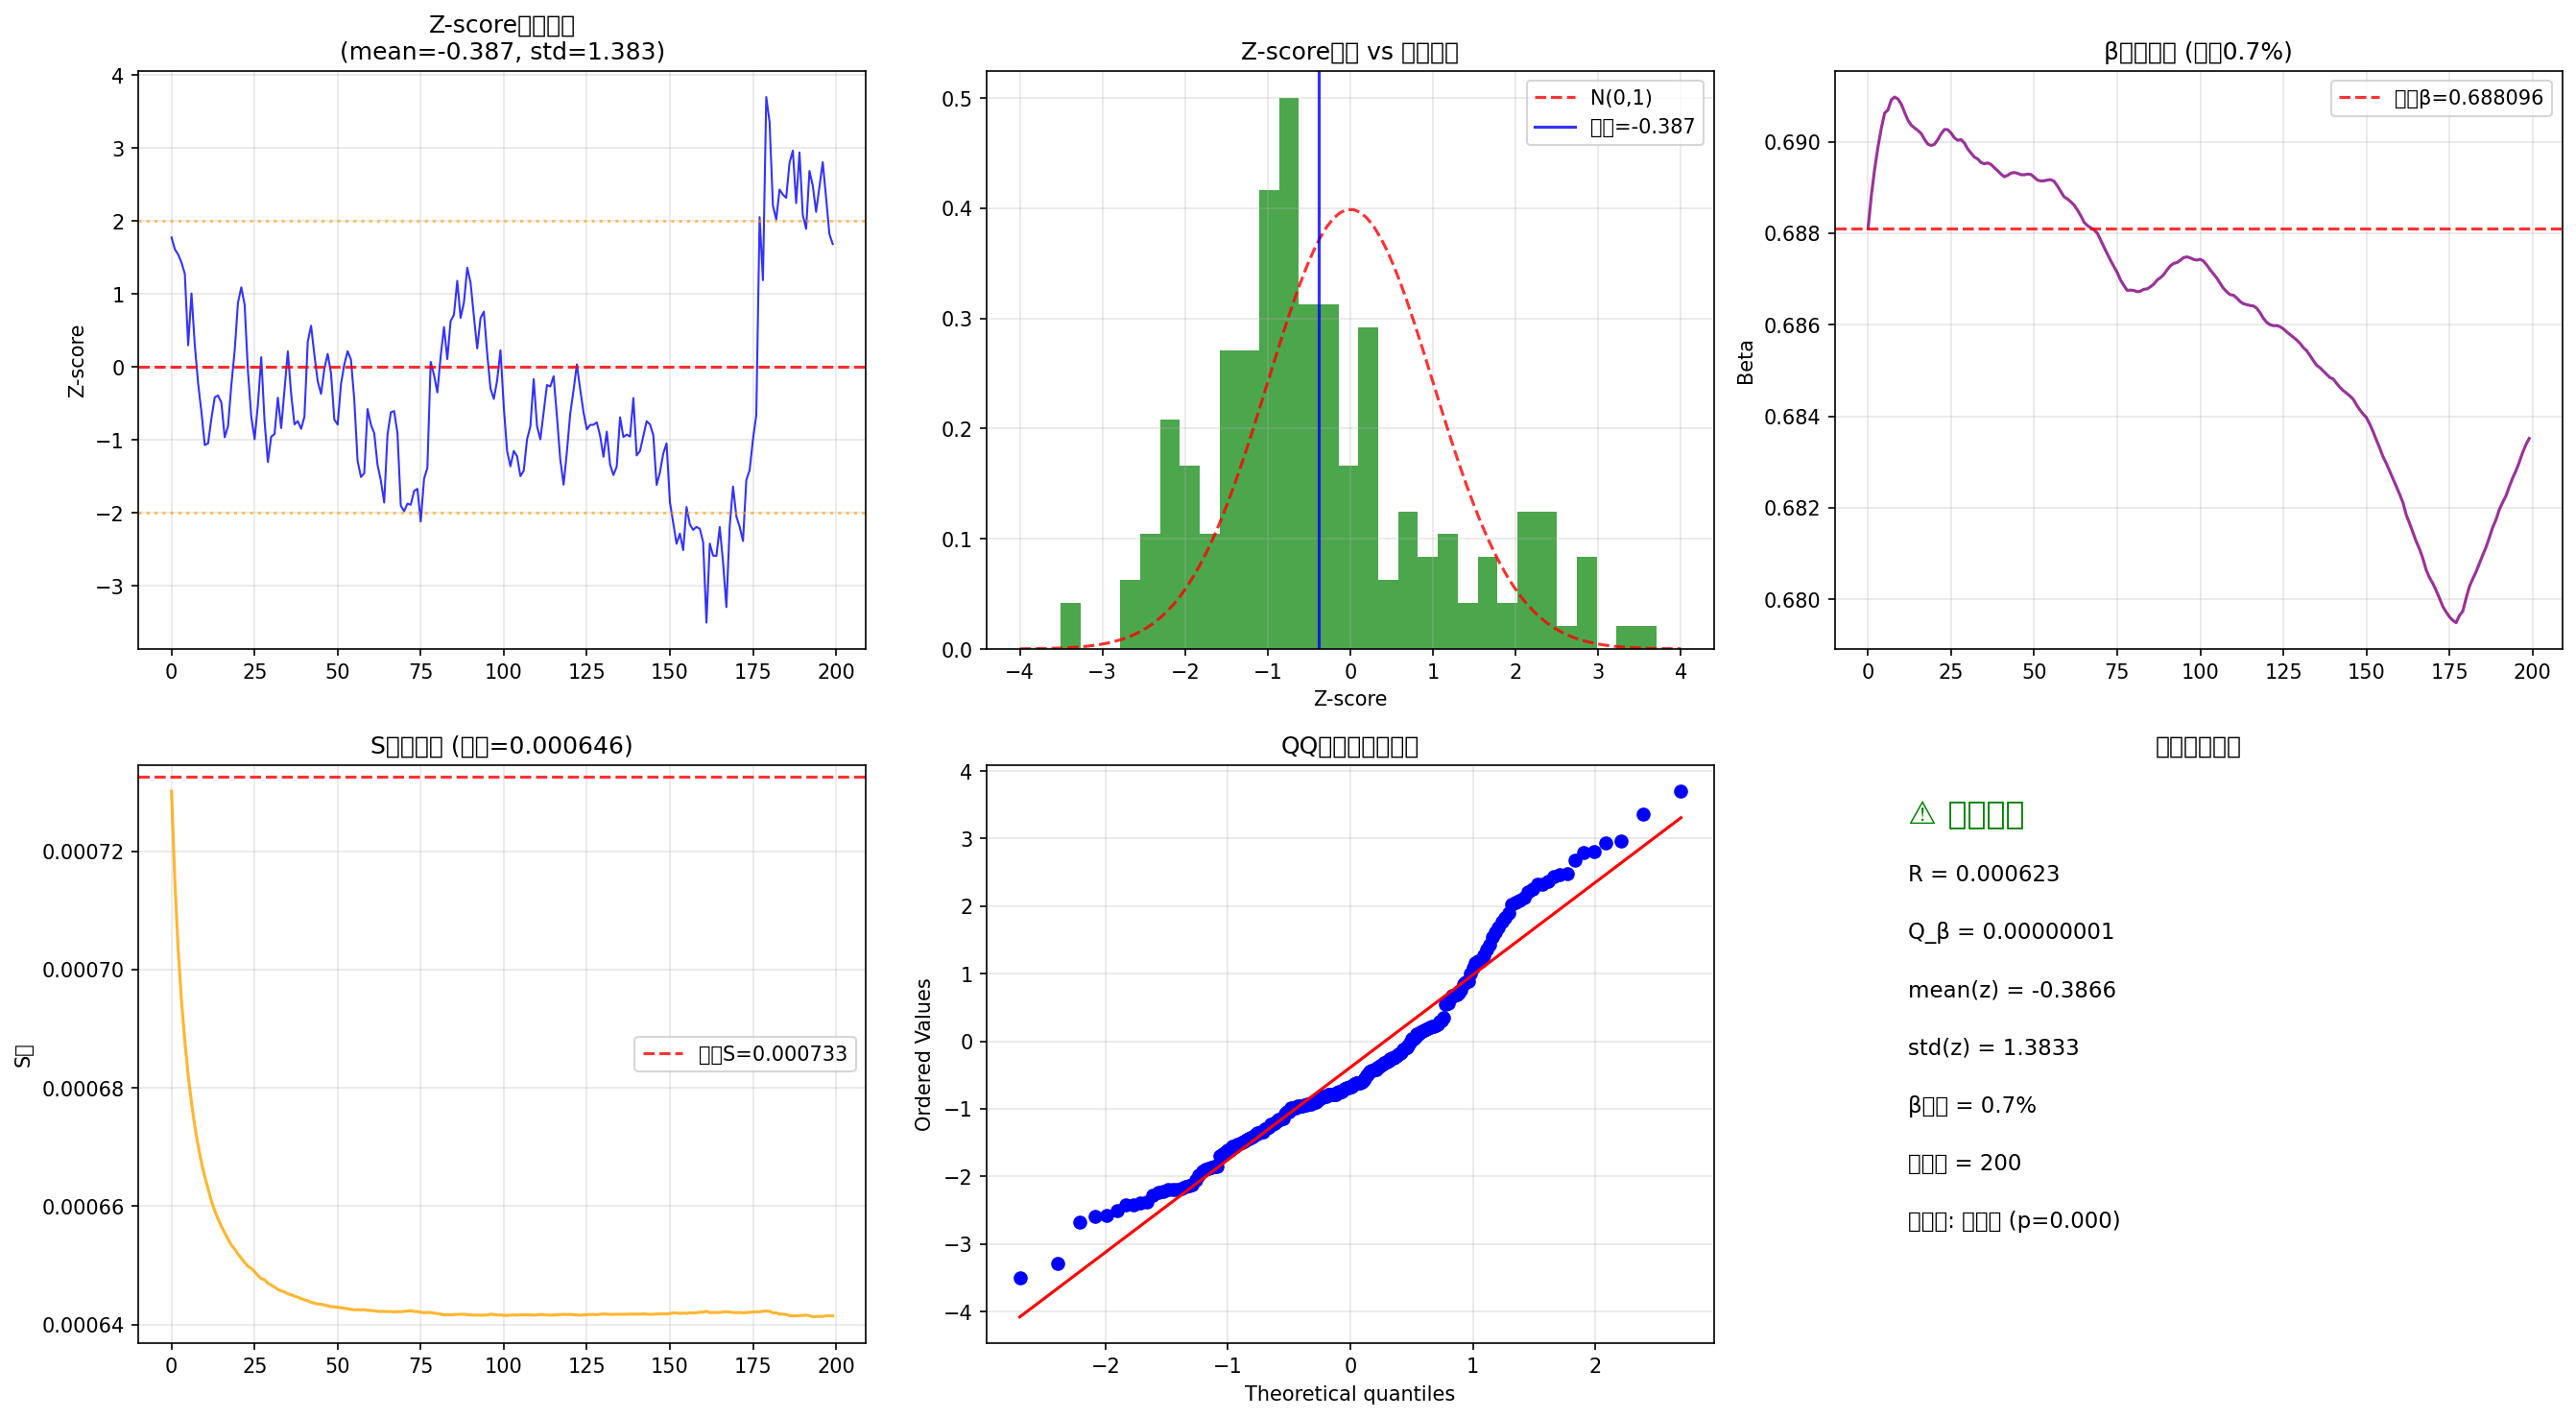 Z-score
(mean=-0.387, std=1.383)
4
3
2
1
0
−1
−2
−3
Z-score
0 25 50 75 100 125 150 175 200
Z-score vs
N(0,1)
=-0.387
0.5
0.4
0.3
0.2
0.1
0.0
−4 −3 −2 −1 0 1 2 3 4
Z-score
β ( 0.7%)
β=0.688096
0.690
0.688
0.686
0.684
0.682
0.680
Beta
0 25 50 75 100 125 150 175 200
S ( =0.000646)
S=0.000733
0.00072
0.00070
0.00068
0.00066
0.00064
S
0 25 50 75 100 125 150 175 200
QQ
4
3
2
1
0
−1
−2
−3
−4
Ordered Values
−2 −1 0 1 2
Theoretical quantiles
⚠
R = 0.000623
Q_β = 0.00000001
mean(z) = -0.3866
std(z) = 1.3833
β = 0.7%
= 200
: (p=0.000)